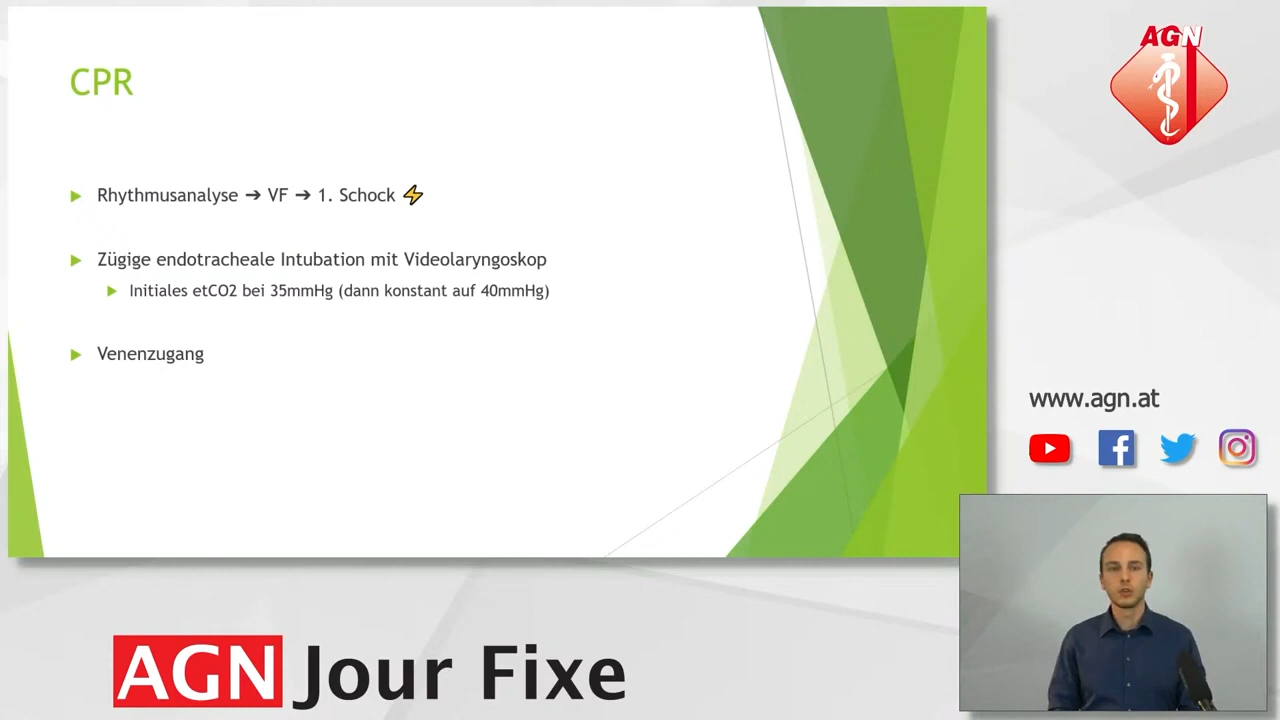 CPR
Rhythmusanalyse ➔ VF ➔ 1. Schock ⚡
Zügige endotracheale Intubation mit Videolaryngoskop
Initiales etCO2 bei 35mmHg (dann konstant auf 40mmHg)
Venenzugang
AGN
www.agn.at
AGN Jour Fixe